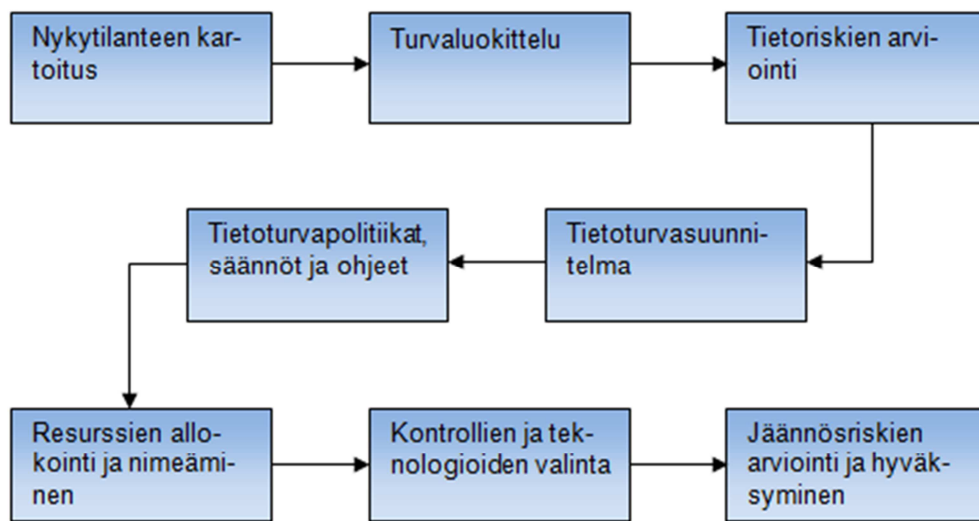 Nykytilanteen kar-
toitus
Turvaluokittelu
Tietoriskien arvi-
ointi
Tietoturvapolitiikat,
säännöt ja ohjeet
Tietoturvasuunni-
telma
Resurssien allo-
kointi ja nimeämi-
nen
Kontrollien ja tek-
nologioiden valinta
Jäännösriskien
arviointi ja hyväk-
syminen